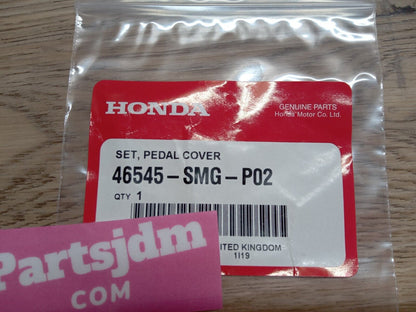 HONDA
GENUINE PARTS
Honda Motor Co. Ltd.
SET, PEDAL COVER
46545-SMG-P02
QTY 1
Partsjdm
COM
KINGDOM
1I19